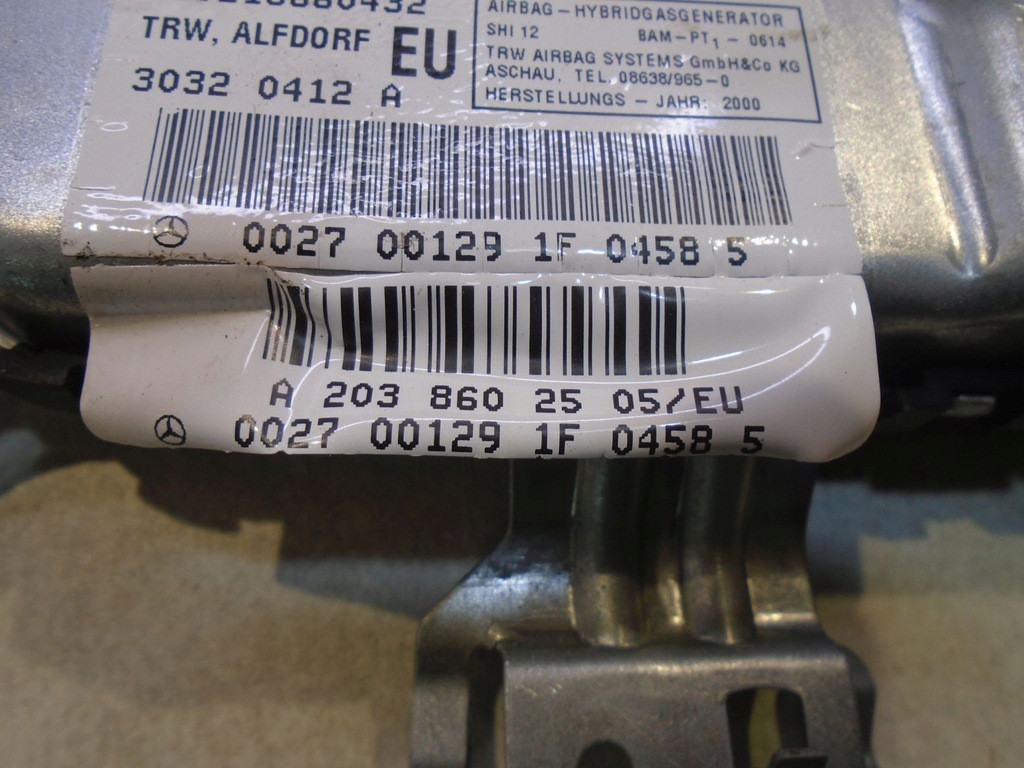 TRW, ALFDORF EU
30320412 A
AIRBAG - HYBRIDGASGENERATOR
SHI 12 BAM - PT1 - 0614
TRW AIRBAG SYSTEMS GmbH&Co KG
ASCHAU, TEL. 08638/965-0
HERSTELLUNGS - JAHR: 2000
0027 00129 1F 0458 5
A 203 860 25 05/EU
0027 00129 1F 0458 5